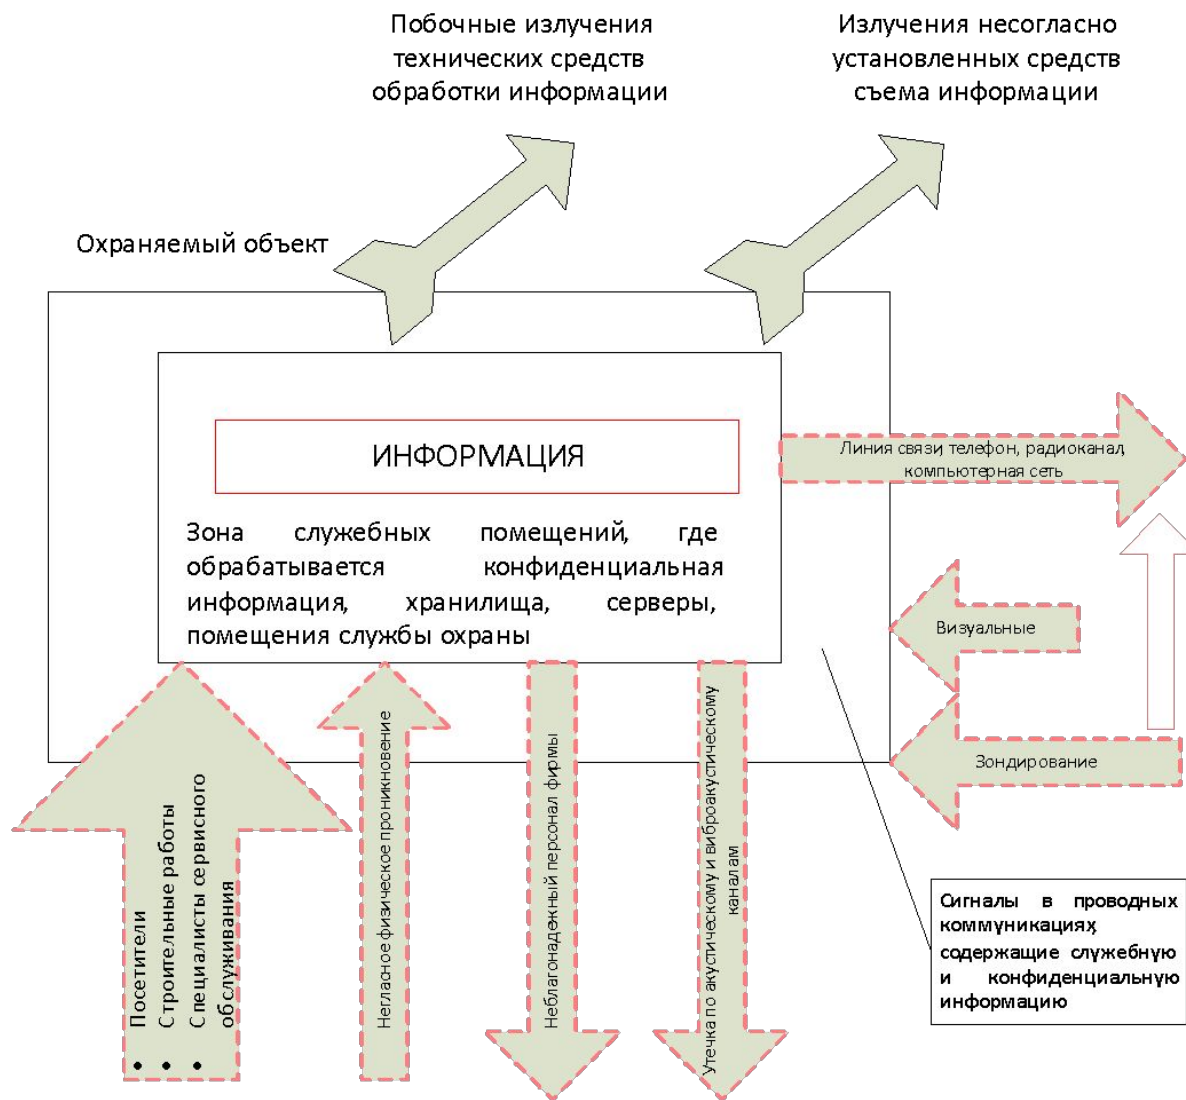 Побочные излучения
технических средств
обработки информации
Излучения несогласно
установленных средств
съема информации
Охраняемый объект
ИНФОРМАЦИЯ
Линия связи, телефон, радиоканал,
компьютерная сеть
Зона служебных помещений, где
обрабатывается конфиденциальная
информация, хранилища, серверы,
помещения службы охраны
Визуальные
Зондирование
• Посетители
• Строительные работы
• Специалисты сервисного
обслуживания
Негласное физическое проникновение
Неблагонадежный персонал фирмы
Утечка по акустическому и виброакустическому
каналам
Сигналы в проводных
коммуникациях,
содержащие служебную
и конфиденциальную
информацию